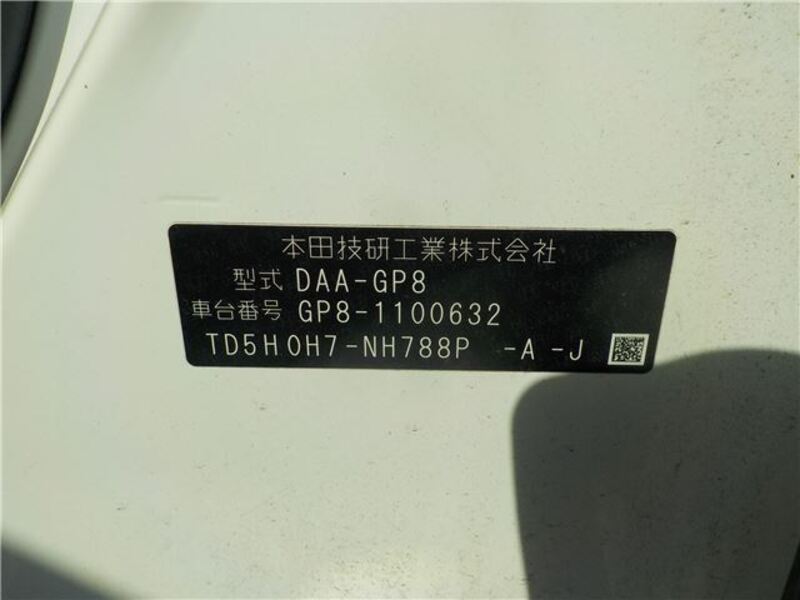 本田技研工業株式会社
型式 DAA-GP8
車台番号 GP8-1100632
TD5H0H7-NH788P -A -J